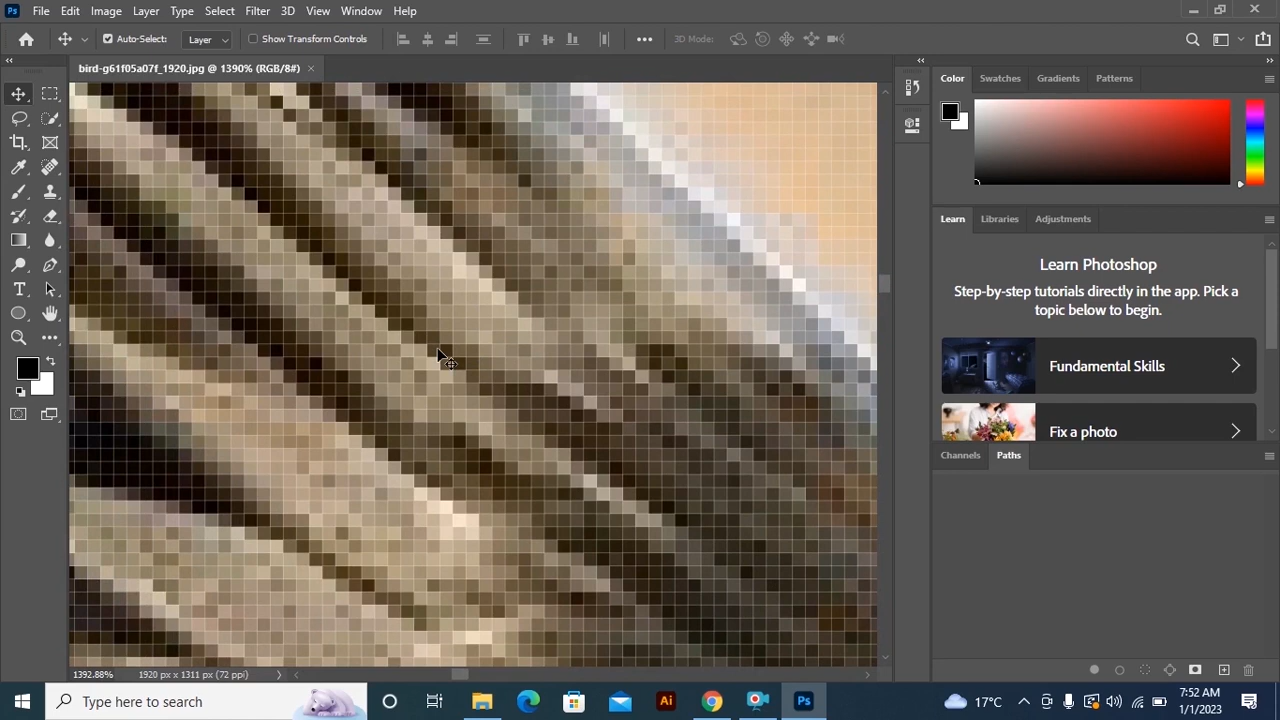 Ps File Edit Image Layer Type Select Filter 3D View Window Help
Auto-Select: Layer Show Transform Controls 3D Mode:
bird-g61f05a07f_1920.jpg @ 1390% (RGB/8#) ×
Color Swatches Gradients Patterns
Learn Libraries Adjustments
Learn Photoshop
Step-by-step tutorials directly in the app. Pick a
topic below to begin.
Fundamental Skills
Fix a photo
Channels Paths
1392.88% 1920 px x 1311 px (72 ppi)
Type here to search
Ai
Ps
17°C
7:52 AM
1/1/2023